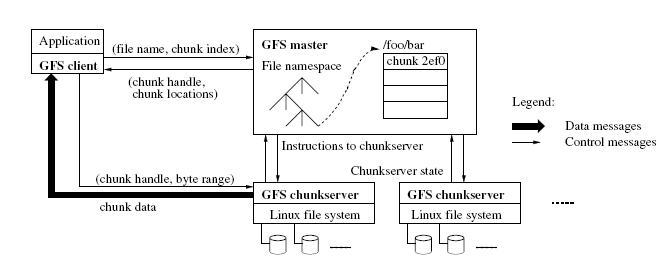 Application
GFS client
(file name, chunk index)
(chunk handle,
chunk locations)
GFS master
File namespace
/foo/bar
chunk 2ef0
Legend:
Data messages
Control messages
Instructions to chunkserver
Chunkserver state
(chunk handle, byte range)
chunk data
GFS chunkserver
Linux file system
GFS chunkserver
Linux file system